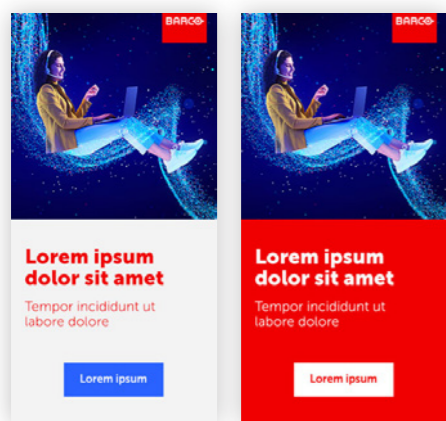 BARCO
Lorem ipsum
dolor sit amet
Tempor incididunt ut
labore dolore
Lorem ipsum
BARCO
Lorem ipsum
dolor sit amet
Tempor incididunt ut
labore dolore
Lorem ipsum